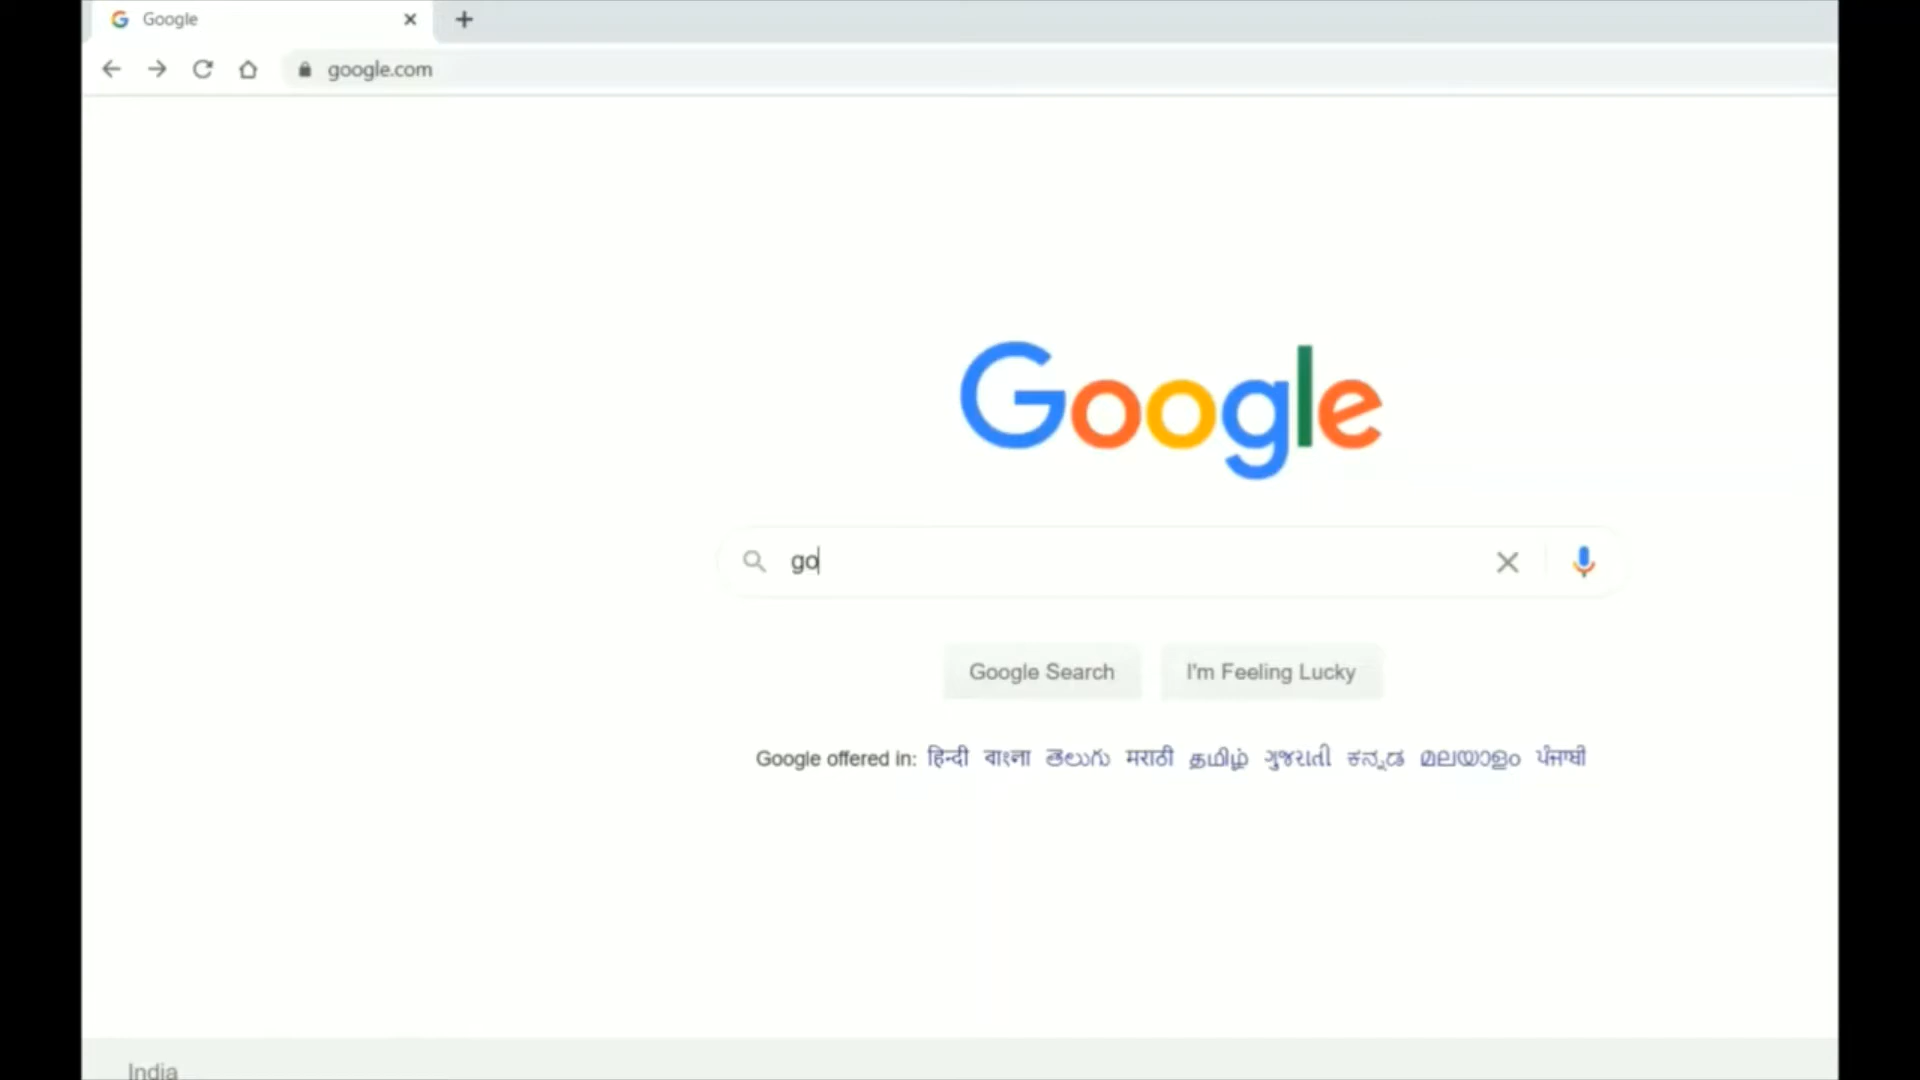 Google
google.com
Google
go
Google Search I'm Feeling Lucky
Google offered in: हिन्दी বাংলা తెలుగు मराठी தமிழ் ગુજરાતી ಕನ್ನಡ മലയാളം ਪੰਜਾਬੀ
India